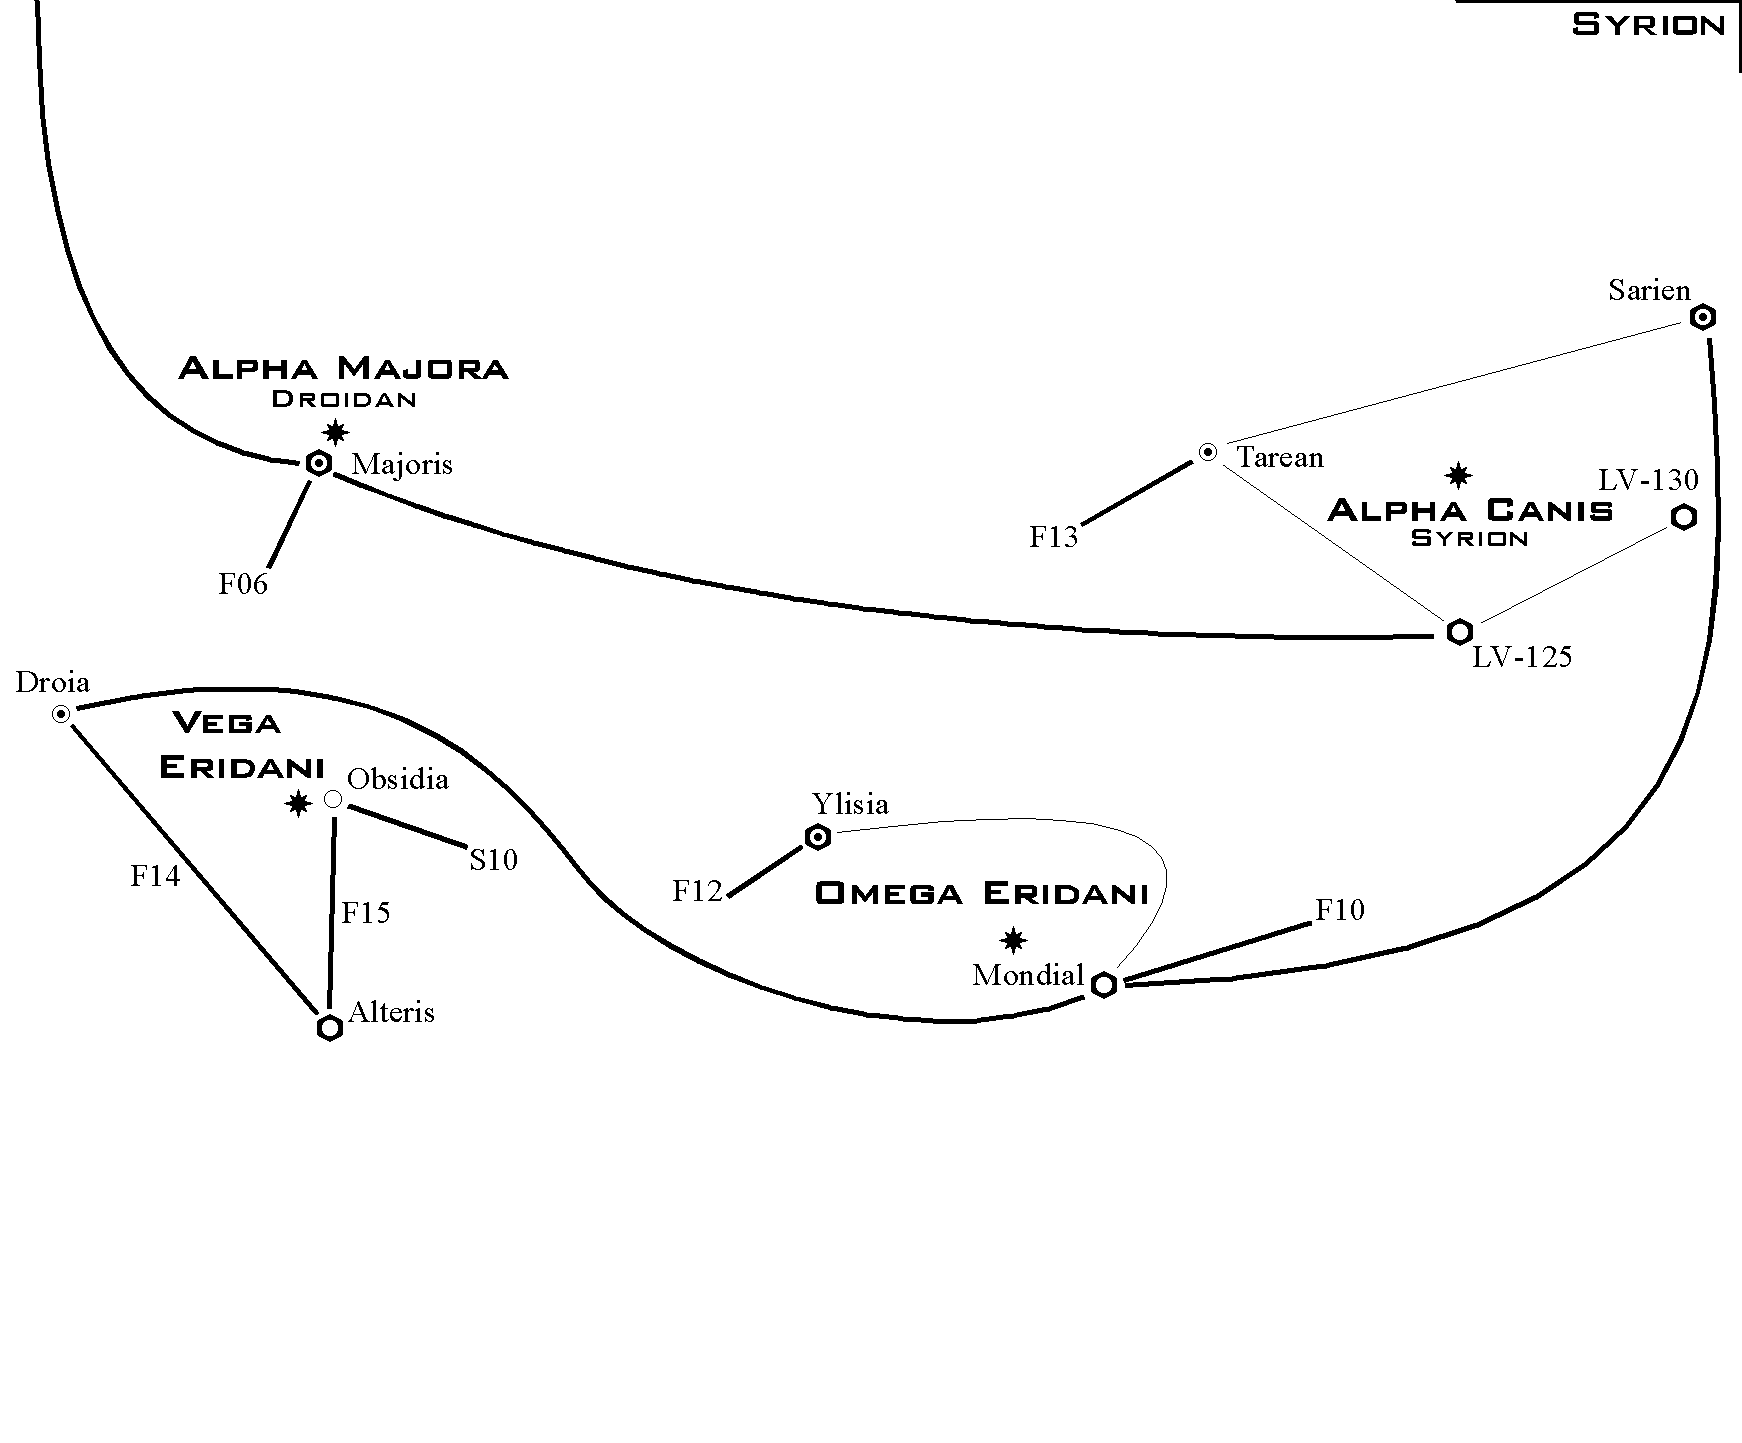 SYRION
Sarien
ALPHA MAJORA
DROIDAN
Majoris
F06
Tarean
F13
LV-130
ALPHA CANIS
SYRION
LV-125
Droia
VEGA
ERIDANI
Obsidia
S10
F14
F15
Alteris
Ylisia
F12
OMEGA ERIDANI
F10
Mondial